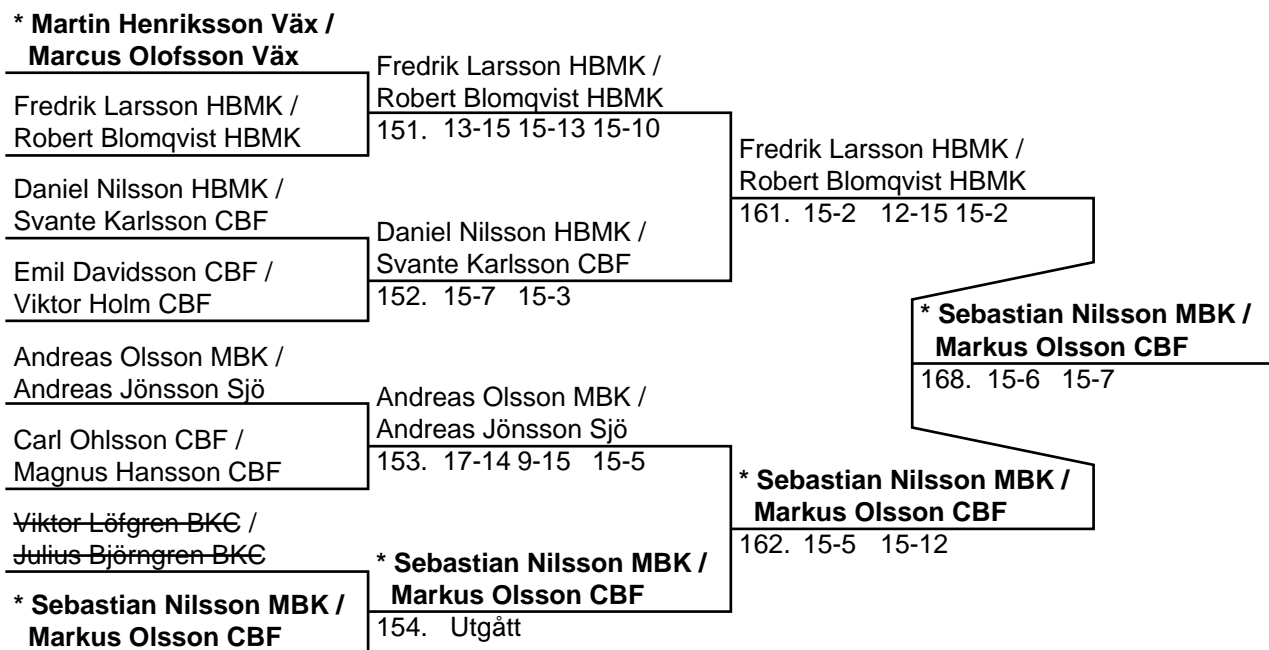 * Martin Henriksson Väx /
Marcus Olofsson Väx
Fredrik Larsson HBMK /
Robert Blomqvist HBMK
Daniel Nilsson HBMK /
Svante Karlsson CBF
Emil Davidsson CBF /
Viktor Holm CBF
Andreas Olsson MBK /
Andreas Jönsson Sjö
Carl Ohlsson CBF /
Magnus Hansson CBF
Viktor Löfgren BKC /
Julius Björngren BKC
* Sebastian Nilsson MBK /
Markus Olsson CBF
Fredrik Larsson HBMK /
Robert Blomqvist HBMK
151. 13-15 15-13 15-10
Daniel Nilsson HBMK /
Svante Karlsson CBF
152. 15-7 15-3
Andreas Olsson MBK /
Andreas Jönsson Sjö
153. 17-14 9-15 15-5
* Sebastian Nilsson MBK /
Markus Olsson CBF
154. Utgått
Fredrik Larsson HBMK /
Robert Blomqvist HBMK
161. 15-2 12-15 15-2
* Sebastian Nilsson MBK /
Markus Olsson CBF
162. 15-5 15-12
* Sebastian Nilsson MBK /
Markus Olsson CBF
168. 15-6 15-7